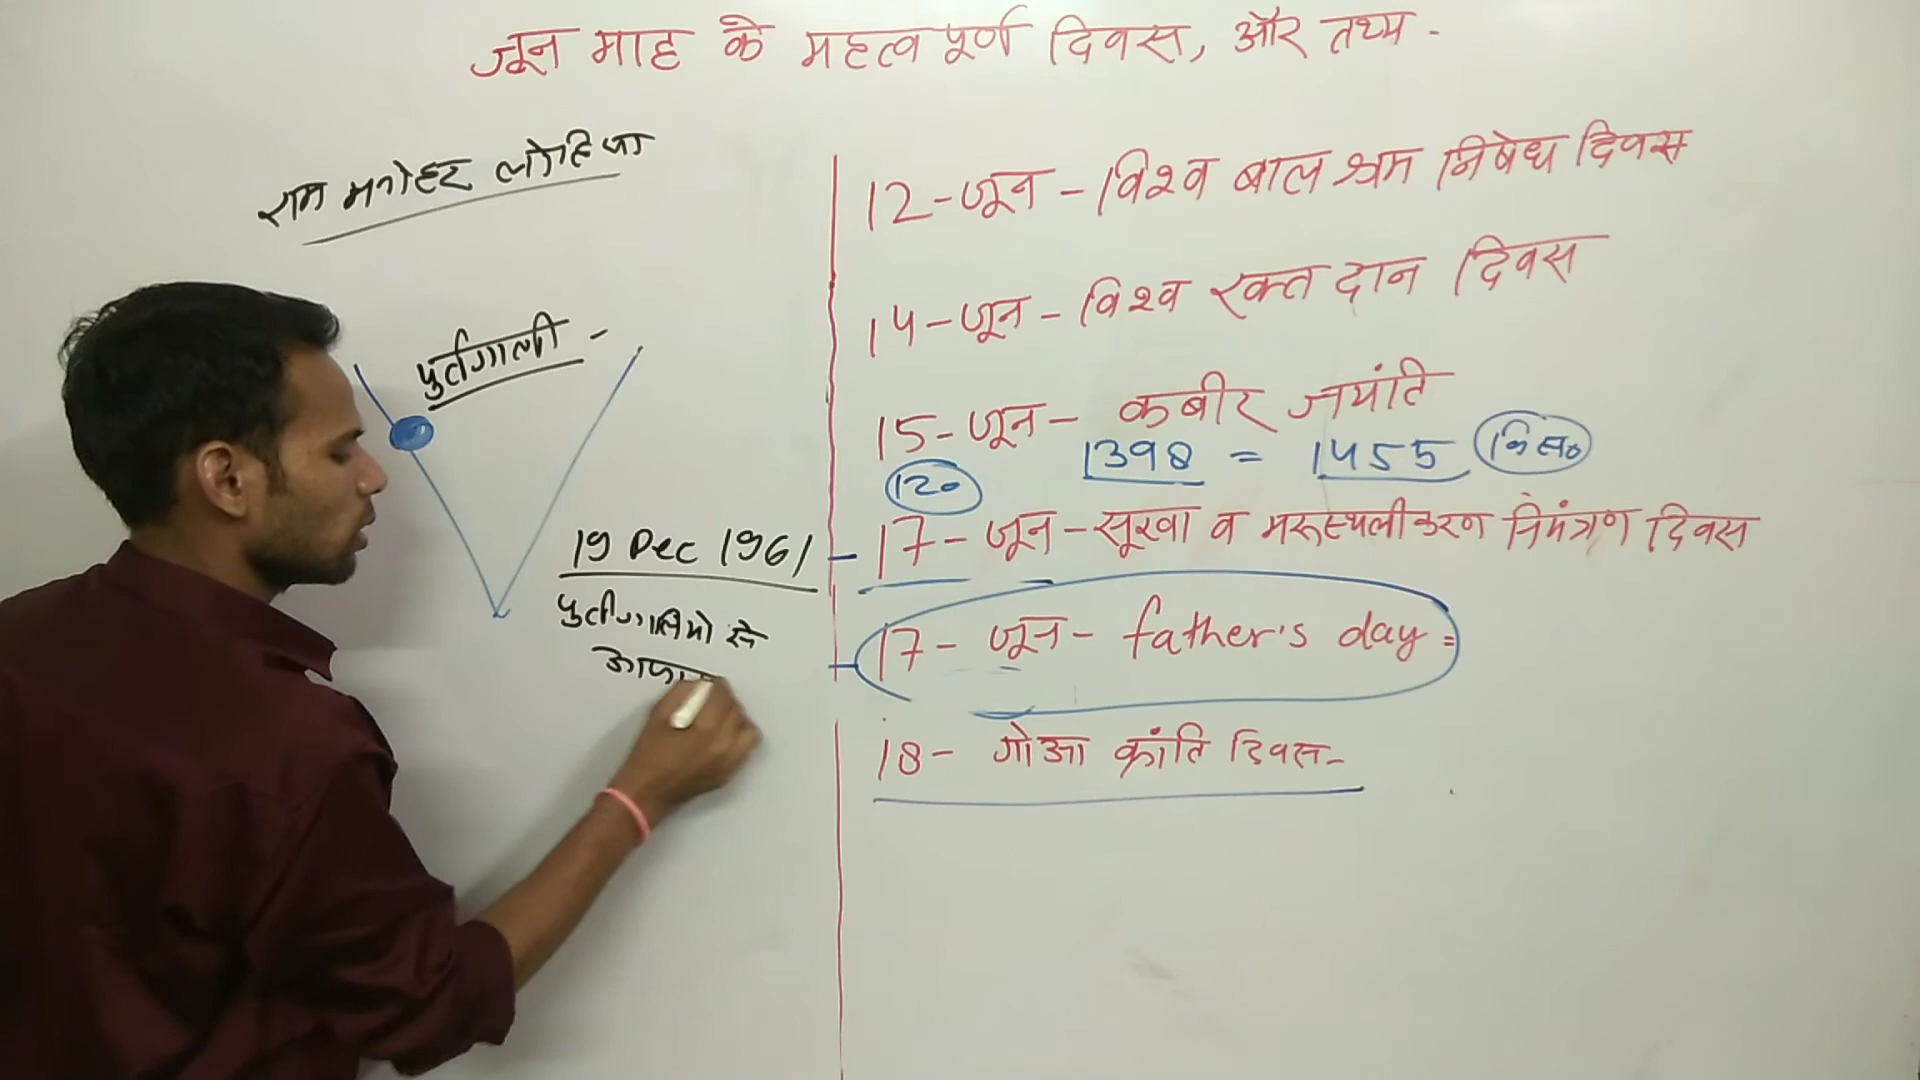 जून माह के महत्वपूर्ण दिवस, और तथ्य -
राम मनोहर लोहिया
पुर्तगाली -
19 Dec 1961
पुर्तगालियो से
12-जून - विश्व बाल श्रम निषेध दिवस
14-जून - विश्व रक्त दान दिवस
15-जून - कबीर जयंति
120 1398 = 1455
17-जून - सूखा व मरुस्थलीकरण नियंत्रण दिवस
17- जून - father's day =
18- गोआ क्रांति दिवस-